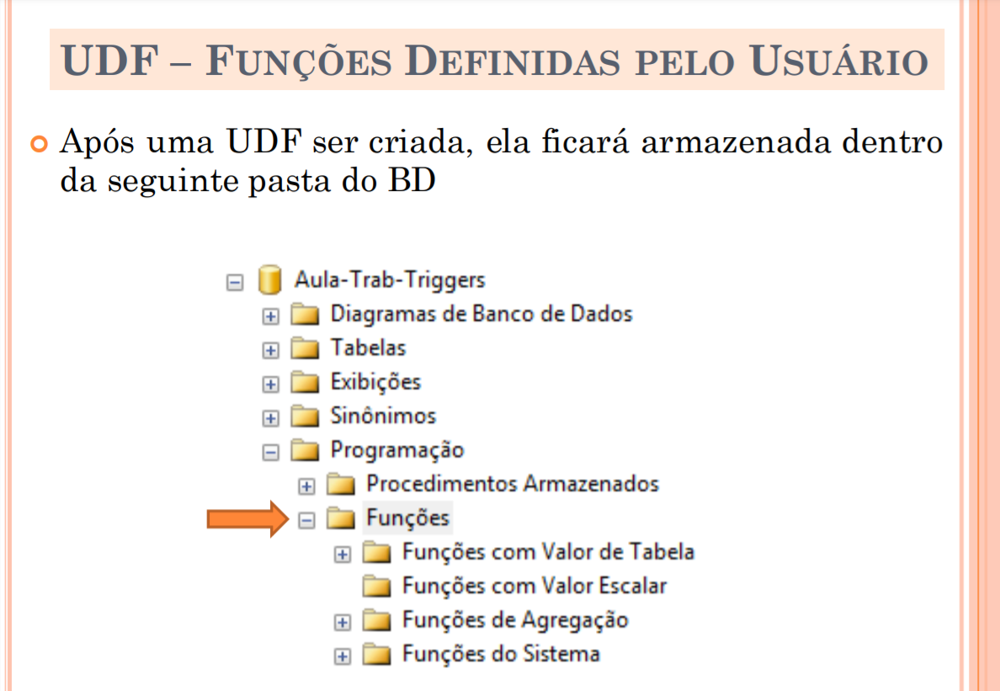 UDF – FUNÇÕES DEFINIDAS PELO USUÁRIO
Após uma UDF ser criada, ela ficará armazenada dentro
da seguinte pasta do BD
Aula-Trab-Triggers
Diagramas de Banco de Dados
Tabelas
Exibições
Sinônimos
Programação
Procedimentos Armazenados
Funções
Funções com Valor de Tabela
Funções com Valor Escalar
Funções de Agregação
Funções do Sistema